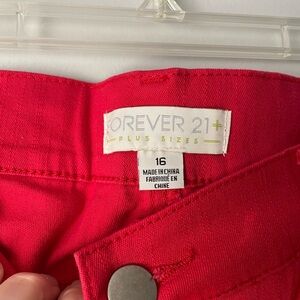 FOREVER 21+
PLUS SIZES
16
MADE IN CHINA
FABRIQUÉ EN
CHINE